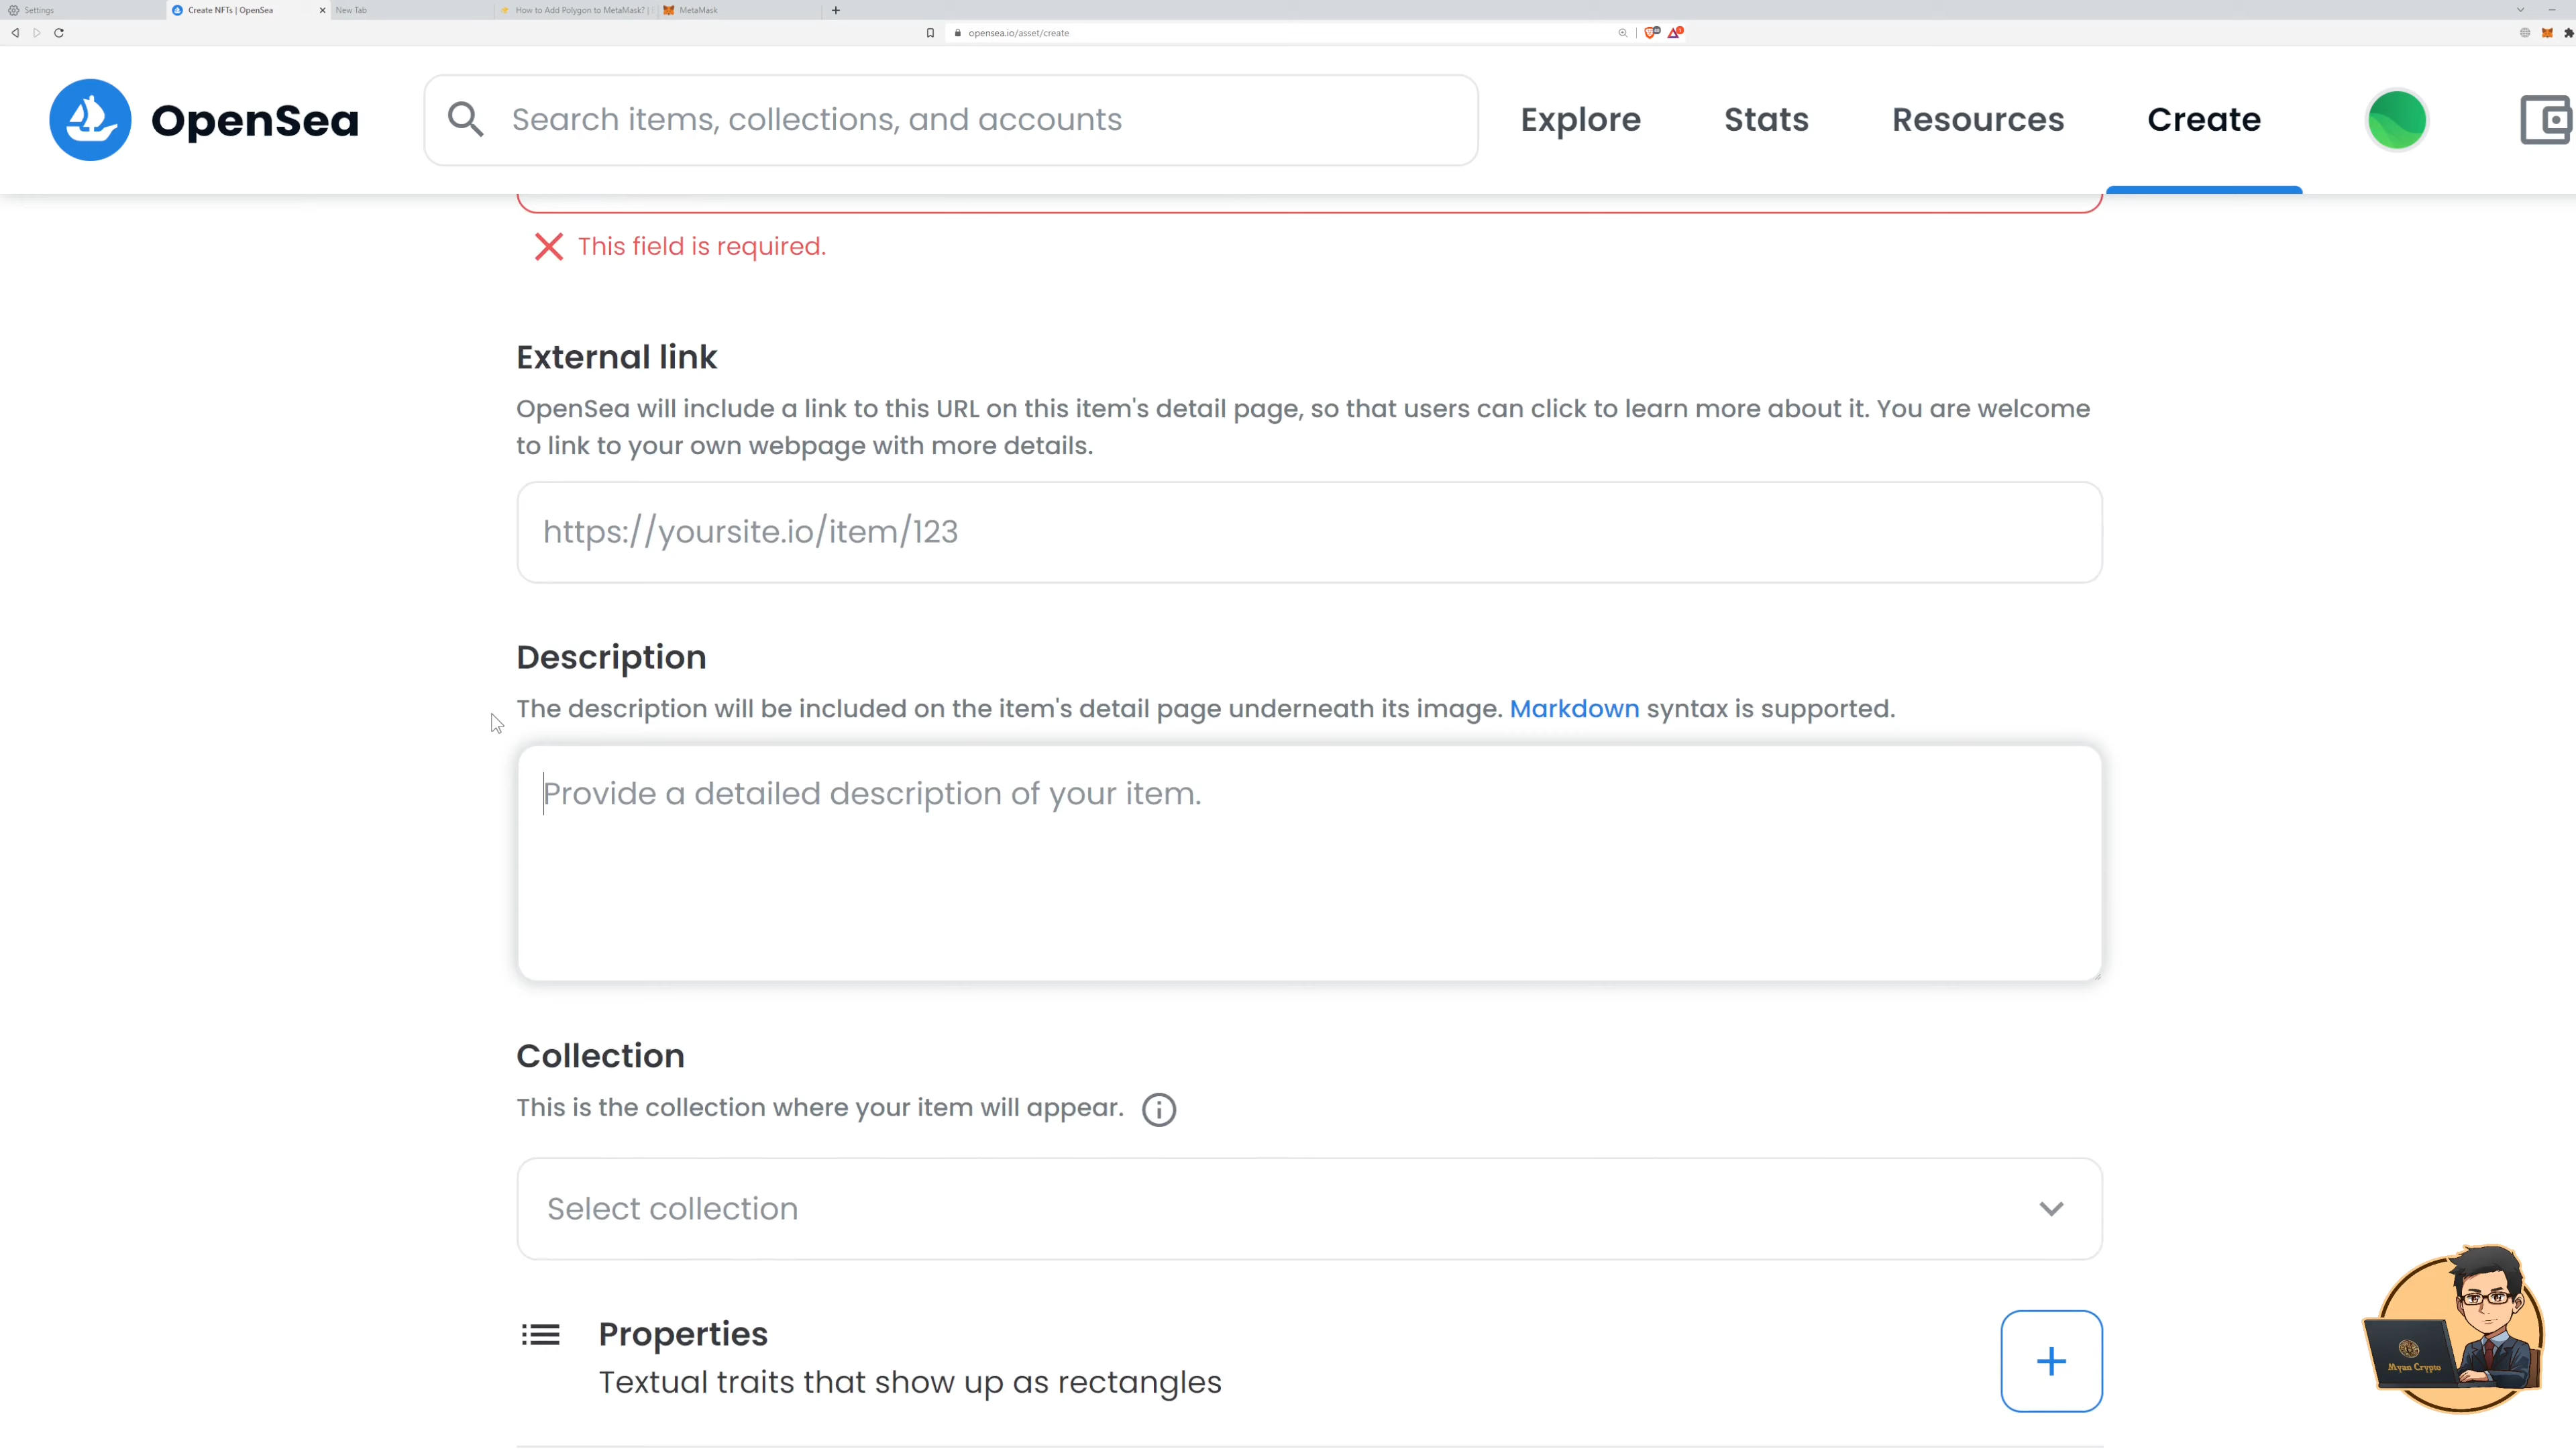 Settings
Create NFTs | OpenSea
New Tab
How to Add Polygon to MetaMask? |
MetaMask
opensea.io/asset/create
OpenSea
Search items, collections, and accounts
Explore
Stats
Resources
Create
This field is required.
External link
OpenSea will include a link to this URL on this item's detail page, so that users can click to learn more about it. You are welcome
to link to your own webpage with more details.
https://yoursite.io/item/123
Description
The description will be included on the item's detail page underneath its image. Markdown syntax is supported.
Provide a detailed description of your item.
Collection
This is the collection where your item will appear.
Select collection
Properties
Textual traits that show up as rectangles
Myan Crypto